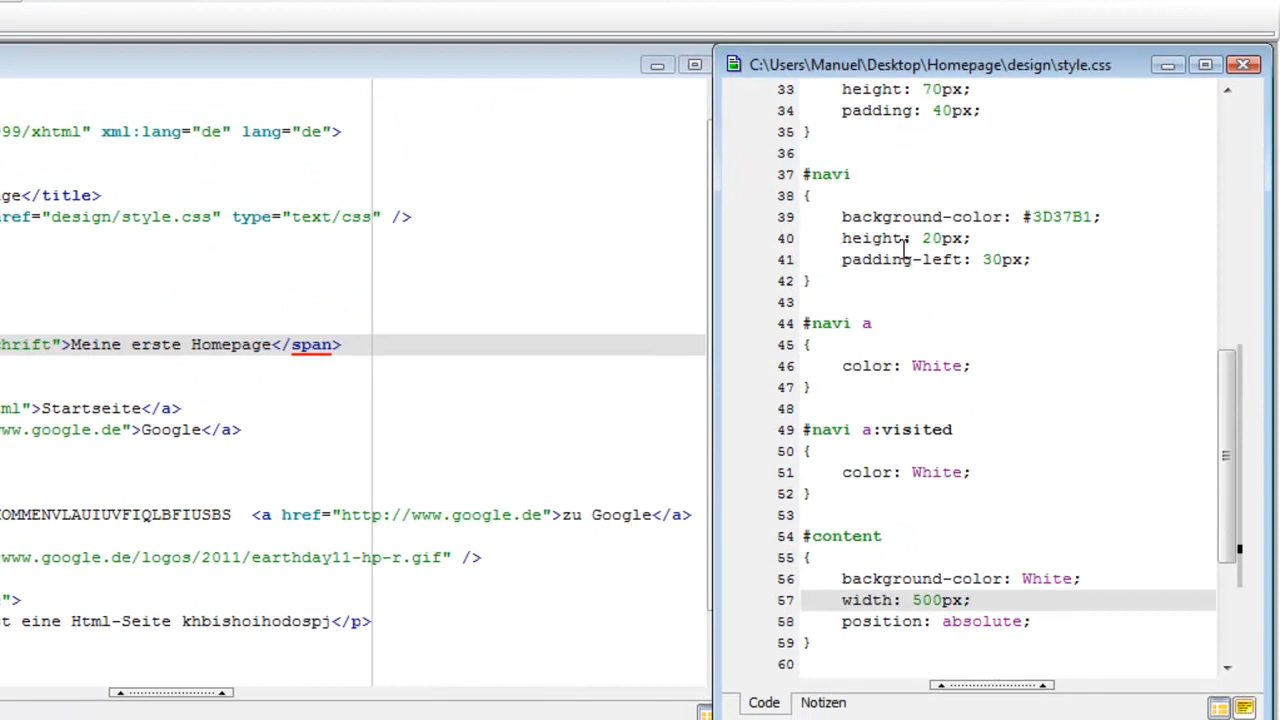 99/xhtml" xml:lang="de" lang="de">
ge</title>
href="design/style.css" type="text/css" />
hrift">Meine erste Homepage</span>
ml">Startseite</a>
ww.google.de">Google</a>
KOMMENVLAUIUVFIQLBFIUSBS <a href="http://www.google.de">zu Google</a>
www.google.de/logos/2011/earthday11-hp-r.gif" />
e">
t eine Html-Seite khbishoihodospj</p>
C:\Users\Manuel\Desktop\Homepage\design\style.css
33 height: 70px;
34 padding: 40px;
35 }
36
37 #navi
38 {
39 background-color: #3D37B1;
40 height: 20px;
41 padding-left: 30px;
42 }
43
44 #navi a
45 {
46 color: White;
47 }
48
49 #navi a:visited
50 {
51 color: White;
52 }
53
54 #content
55 {
56 background-color: White;
57 width: 500px;
58 position: absolute;
59 }
60
Code Notizen